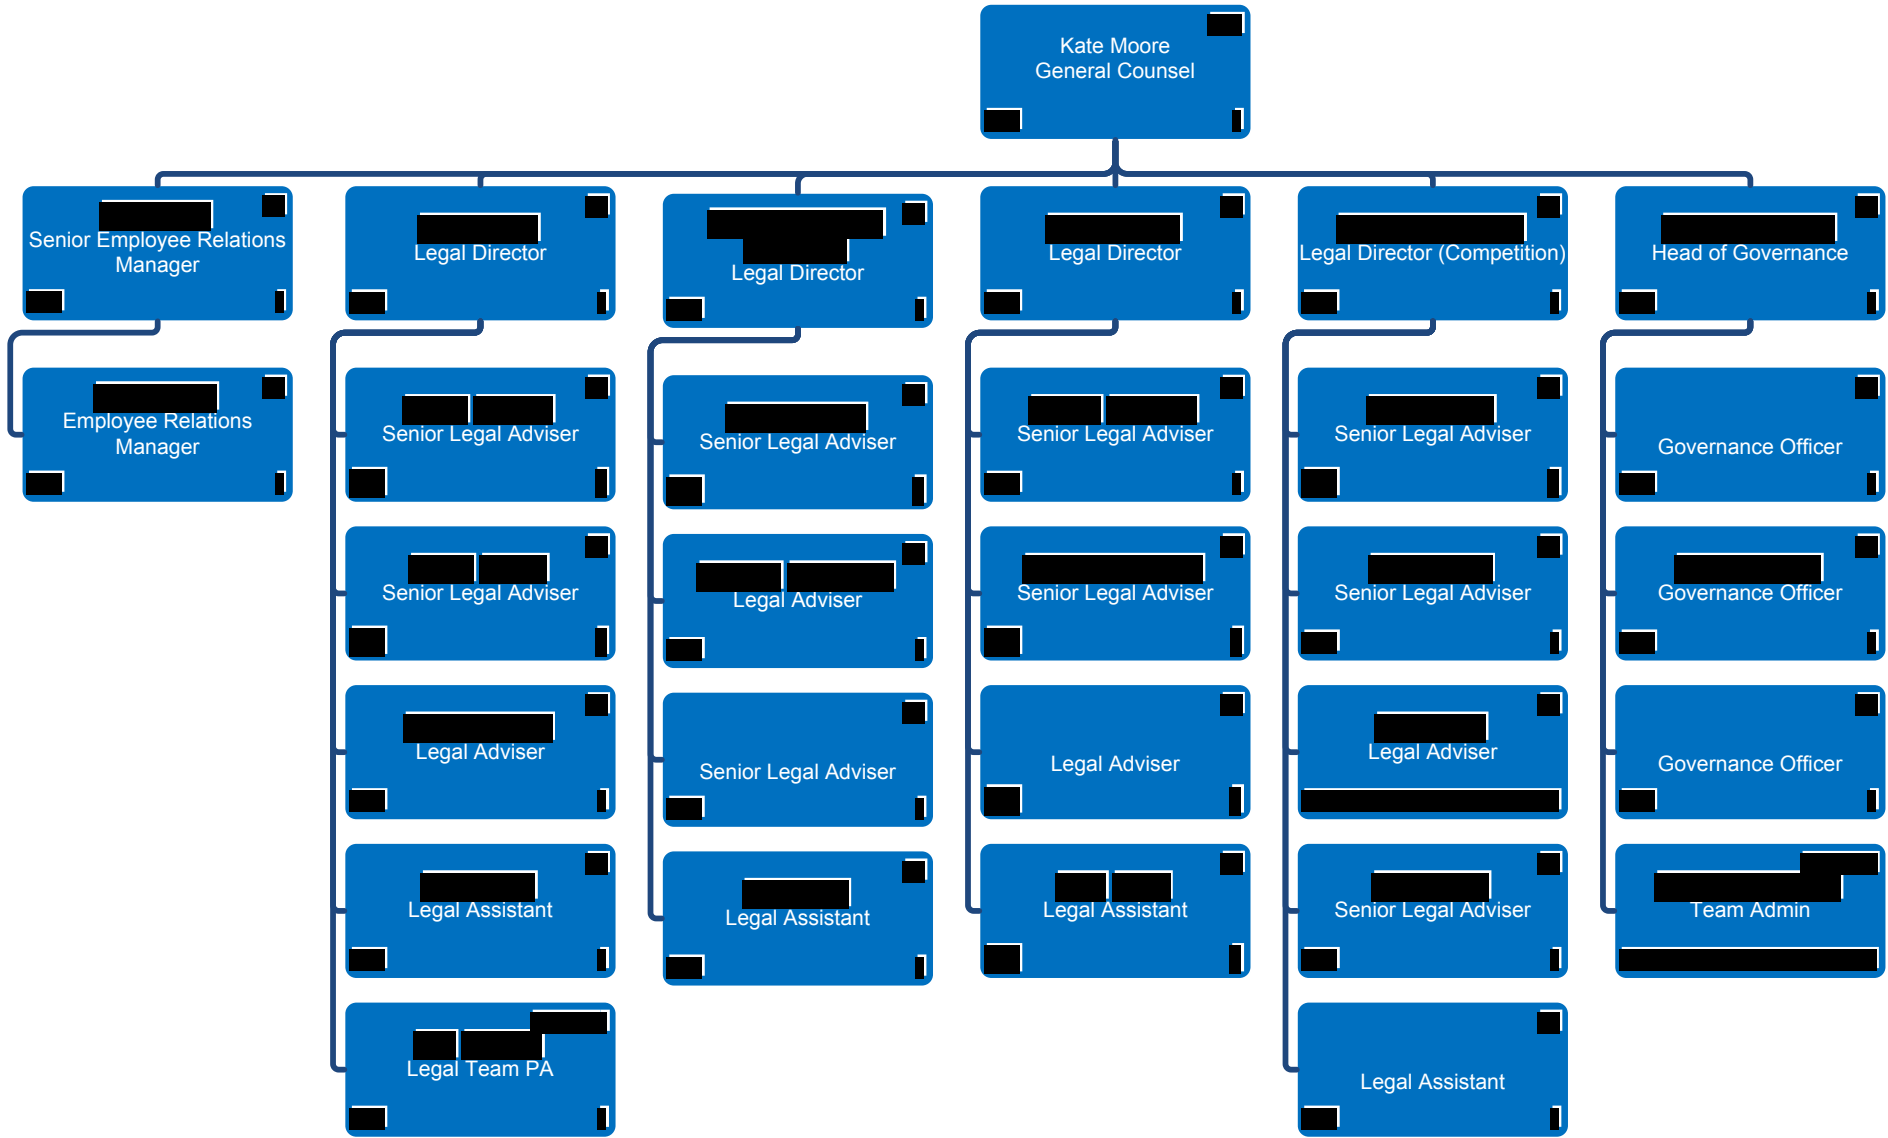 Kate Moore
General Counsel
Senior Employee Relations
Manager
Legal Director
Legal Director
Legal Director
Legal Director (Competition)
Head of Governance
Employee Relations
Manager
Senior Legal Adviser
Senior Legal Adviser
Senior Legal Adviser
Senior Legal Adviser
Governance Officer
Senior Legal Adviser
Legal Adviser
Senior Legal Adviser
Senior Legal Adviser
Governance Officer
Legal Adviser
Senior Legal Adviser
Legal Adviser
Legal Adviser
Governance Officer
Legal Assistant
Legal Assistant
Legal Assistant
Senior Legal Adviser
Team Admin
Legal Team PA
Legal Assistant